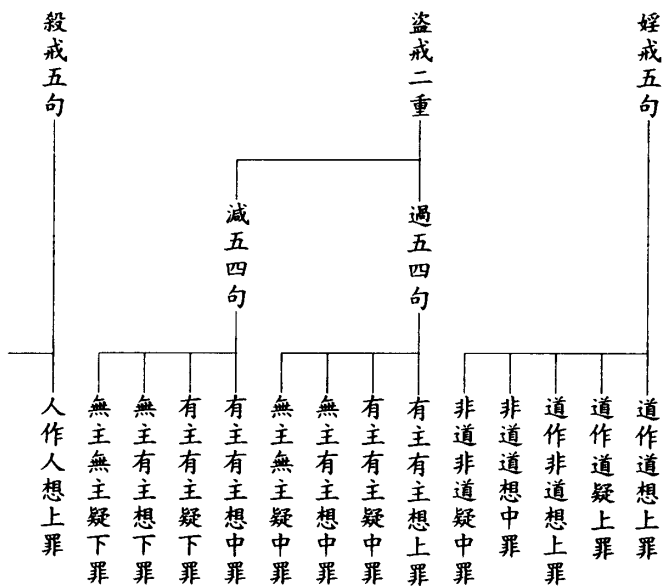 婬戒五句
道作道想上罪
道作道疑上罪
道作非道想上罪
非道道想中罪
非道非道疑中罪
盜戒二重
過五四句
有主有主想上罪
有主有主疑中罪
無主有主想中罪
無主無主疑中罪
減五四句
有主有主想中罪
有主有主疑下罪
無主有主想下罪
無主無主疑下罪
殺戒五句
人作人想上罪